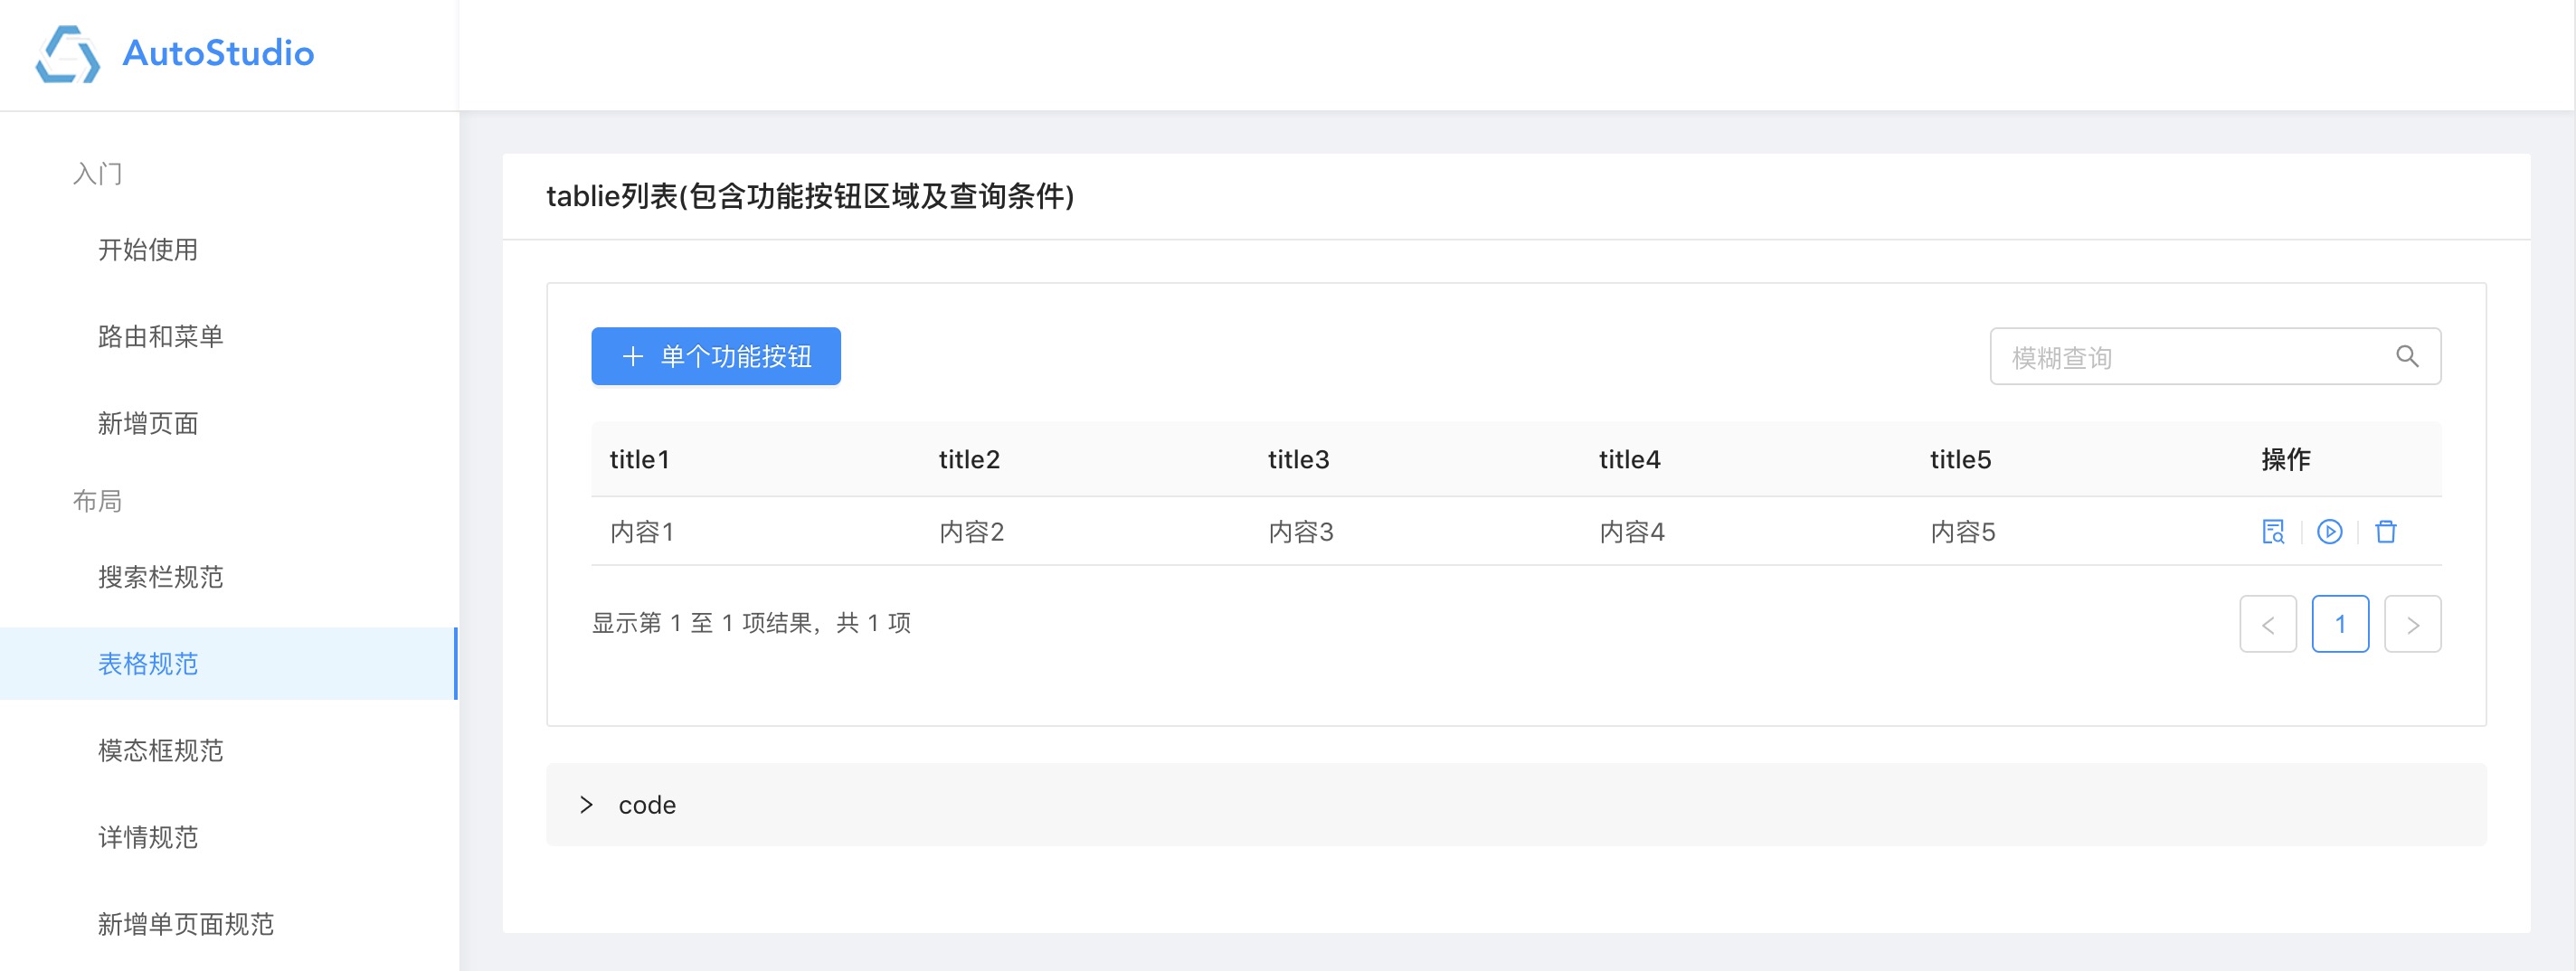 AutoStudio
入门
开始使用
路由和菜单
新增页面
布局
搜索栏规范
表格规范
模态框规范
详情规范
新增单页面规范
tablie列表(包含功能按钮区域及查询条件)
单个功能按钮
模糊查询
title1 title2 title3 title4 title5 操作
内容1 内容2 内容3 内容4 内容5
显示第 1 至 1 项结果，共 1 项
1
code